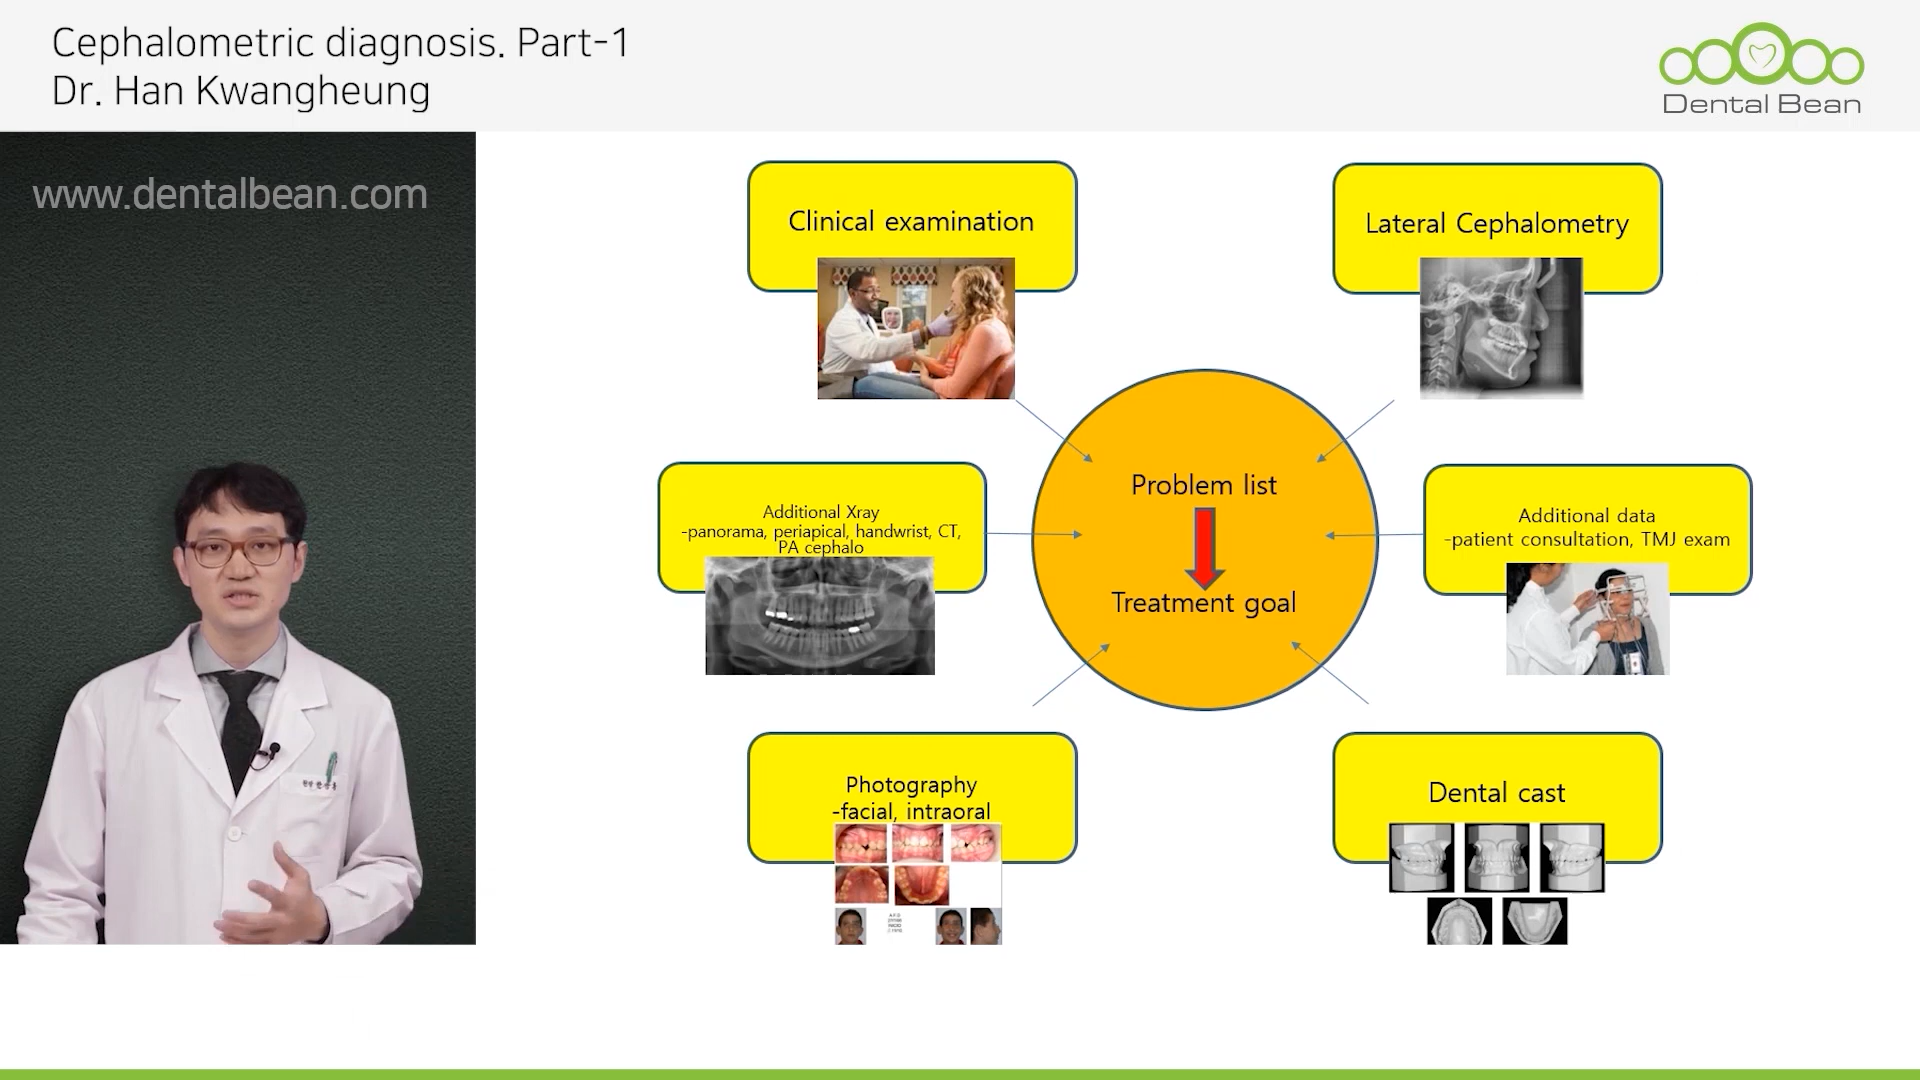 Cephalometric diagnosis. Part-1
Dr. Han Kwangheung
Dental Bean
www.dentalbean.com
Clinical examination
Lateral Cephalometry
Additional Xray
-panorama, periapical, handwrist, CT,
PA cephalo
Problem list
Treatment goal
Additional data
-patient consultation, TMJ exam
Photography
-facial, intraoral
Dental cast